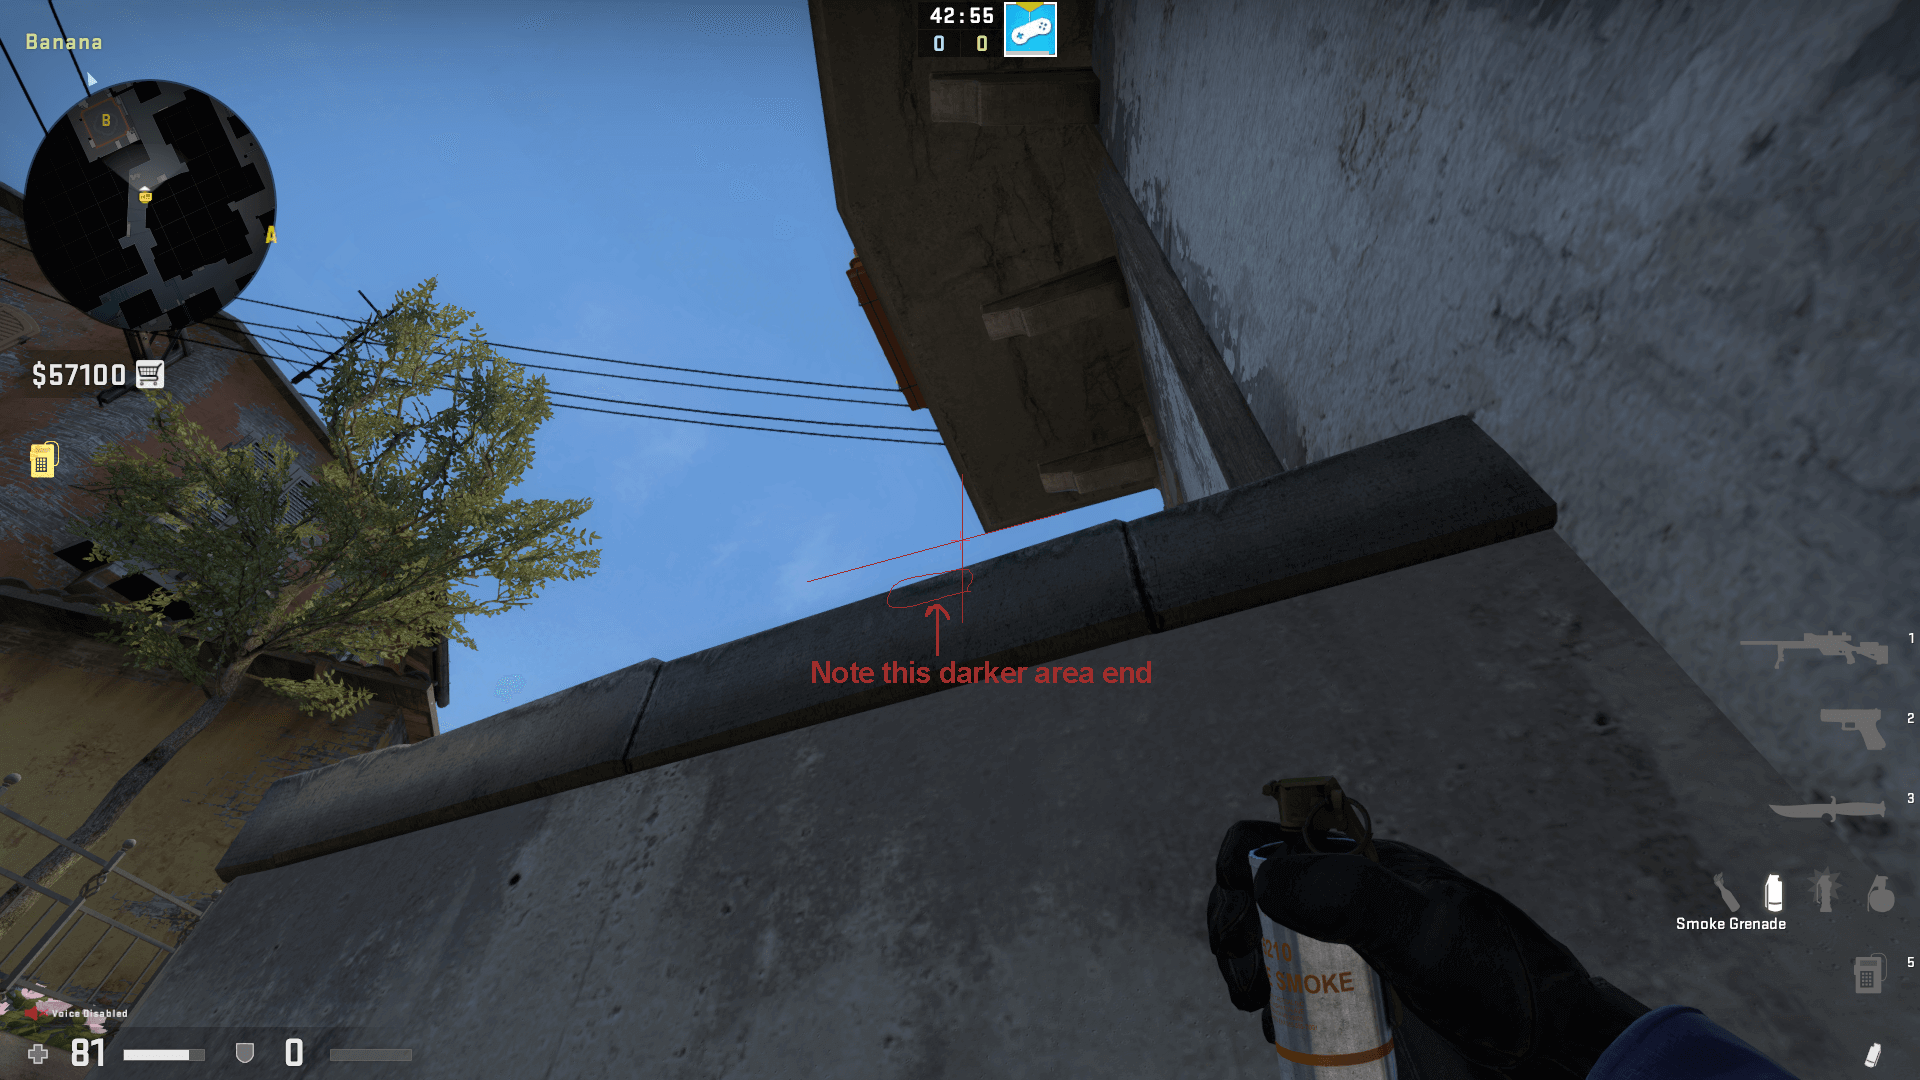 42:55
0 0
Banana
B
A
$57100
Note this darker area end
1
2
3
Smoke Grenade
5
SMOKE
Voice Disabled
81
0